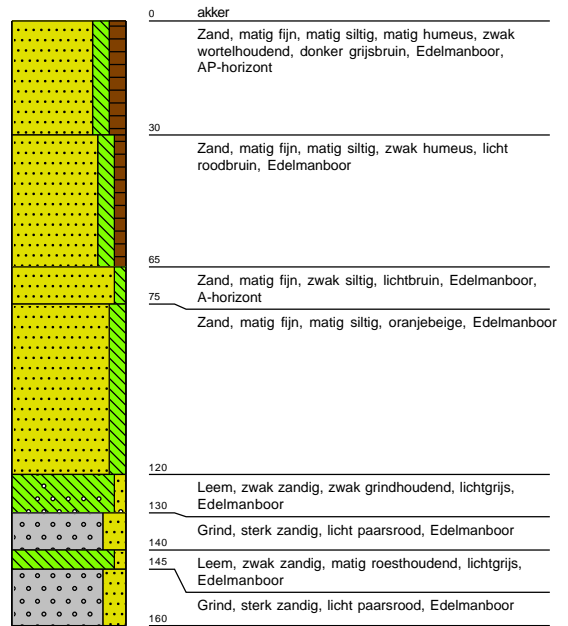 0 akker
Zand, matig fijn, matig siltig, matig humeus, zwak
wortelhoudend, donker grijsbruin, Edelmanboor,
AP-horizont
30
Zand, matig fijn, matig siltig, zwak humeus, licht
roodbruin, Edelmanboor
65
Zand, matig fijn, zwak siltig, lichtbruin, Edelmanboor,
A-horizont
75
Zand, matig fijn, matig siltig, oranjebeige, Edelmanboor
120
Leem, zwak zandig, zwak grindhoudend, lichtgrijs,
Edelmanboor
130
Grind, sterk zandig, licht paarsrood, Edelmanboor
140
Leem, zwak zandig, matig roesthoudend, lichtgrijs,
Edelmanboor
145
Grind, sterk zandig, licht paarsrood, Edelmanboor
160